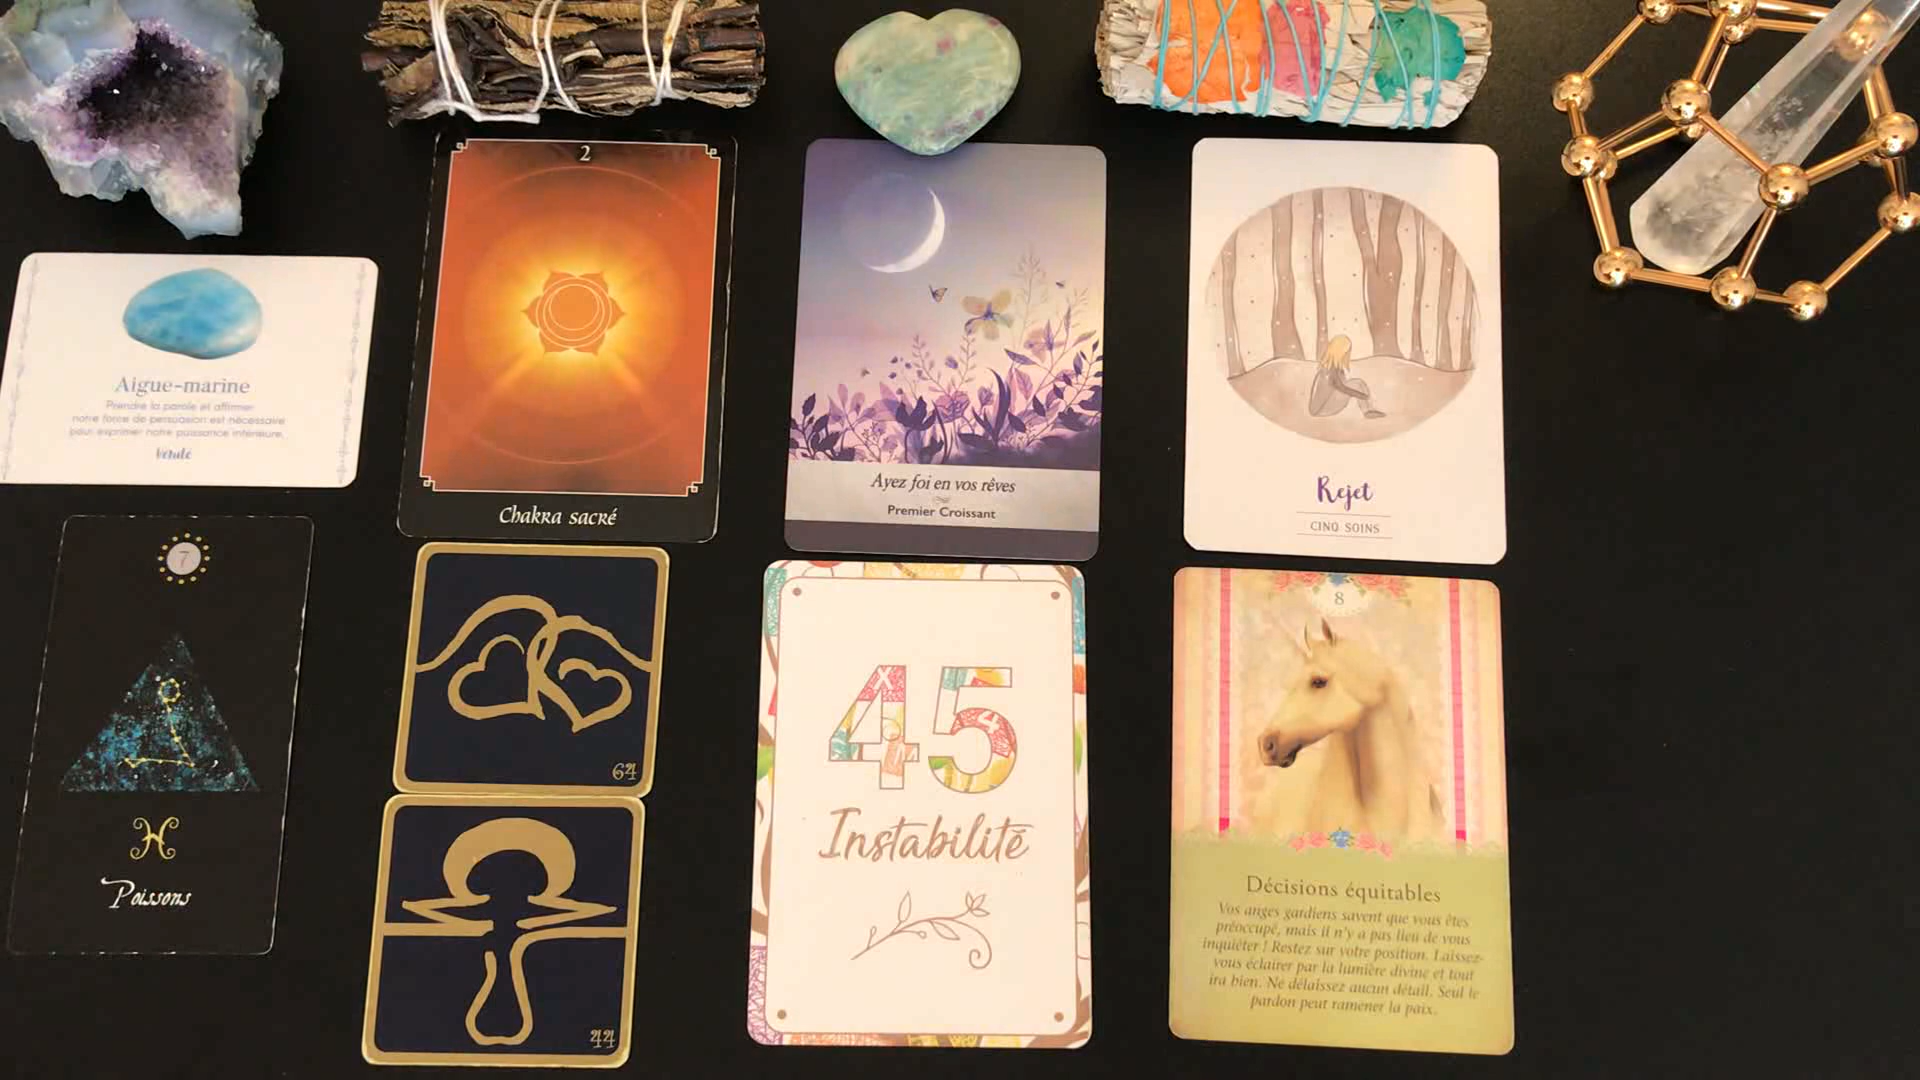 Aigue-marine
Prendre la parole et affirmer
notre force de persuasion est nécessaire
pour exprimer notre puissance intérieure.
Vérité
7
Poissons
2
Chakra sacré
64
44
Ayez foi en vos rêves
Premier Croissant
45
Instabilité
Rejet
CINQ SOINS
8
Décisions équitables
Vos anges gardiens savent que vous êtes
préoccupé, mais il n'y a pas lieu de vous
inquiéter ! Restez sur votre position. Laissez-
vous éclairer par la lumière divine et tout
ira bien. Ne délaissez aucun détail. Seul le
pardon peut ramener la paix.